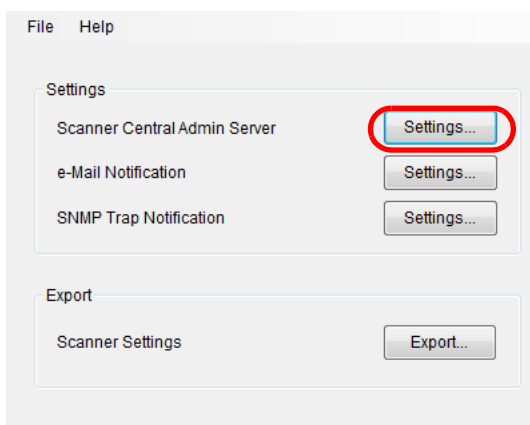 File Help
Settings
Scanner Central Admin Server Settings...
e-Mail Notification Settings...
SNMP Trap Notification Settings...
Export
Scanner Settings Export...